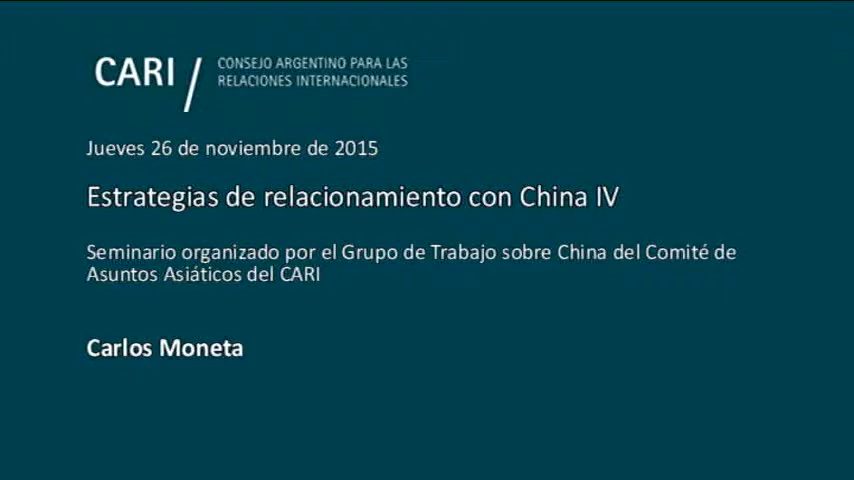 CARI / CONSEJO ARGENTINO PARA LAS
RELACIONES INTERNACIONALES
Jueves 26 de noviembre de 2015
Estrategias de relacionamiento con China IV
Seminario organizado por el Grupo de Trabajo sobre China del Comité de
Asuntos Asiáticos del CARI
Carlos Moneta